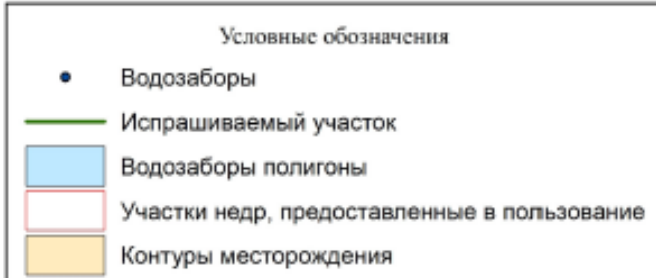 Условные обозначения
Водозаборы
Испрашиваемый участок
Водозаборы полигоны
Участки недр, предоставленные в пользование
Контуры месторождения